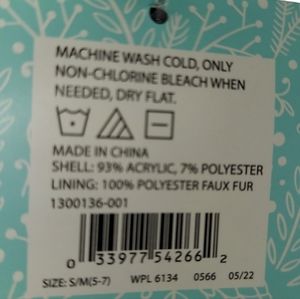 MACHINE WASH COLD, ONLY
NON-CHLORINE BLEACH WHEN
NEEDED, DRY FLAT.
MADE IN CHINA
SHELL: 93% ACRYLIC, 7% POLYESTER
LINING: 100% POLYESTER FAUX FUR
1300136-001
0 33977 54266 2
SIZE: S/M(5-7) WPL 6134 0566 05/22